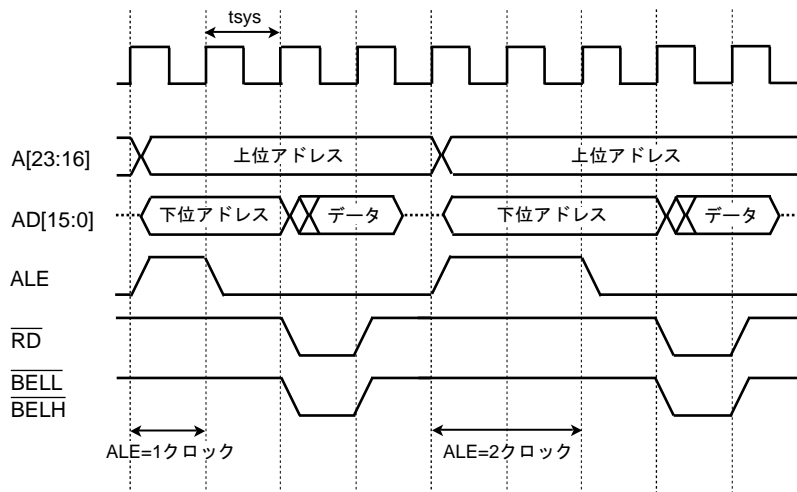 tsys
A[23:16]
上位アドレス
上位アドレス
AD[15:0]
下位アドレス
データ
下位アドレス
データ
ALE
RD
BELL
BELH
ALE=1クロック
ALE=2クロック